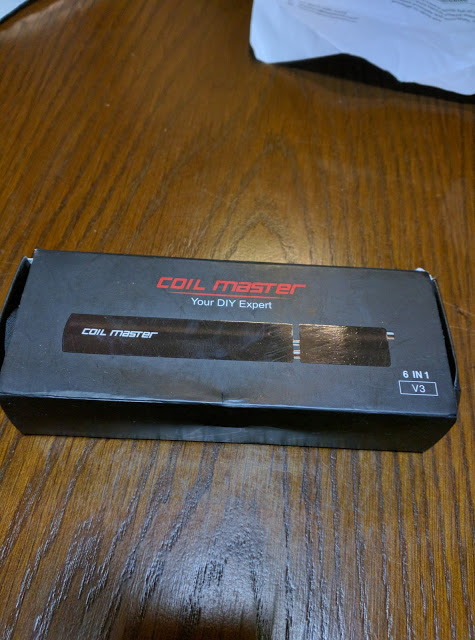 COIL MASTER
Your DIY Expert
COIL MASTER
6 IN 1
V3